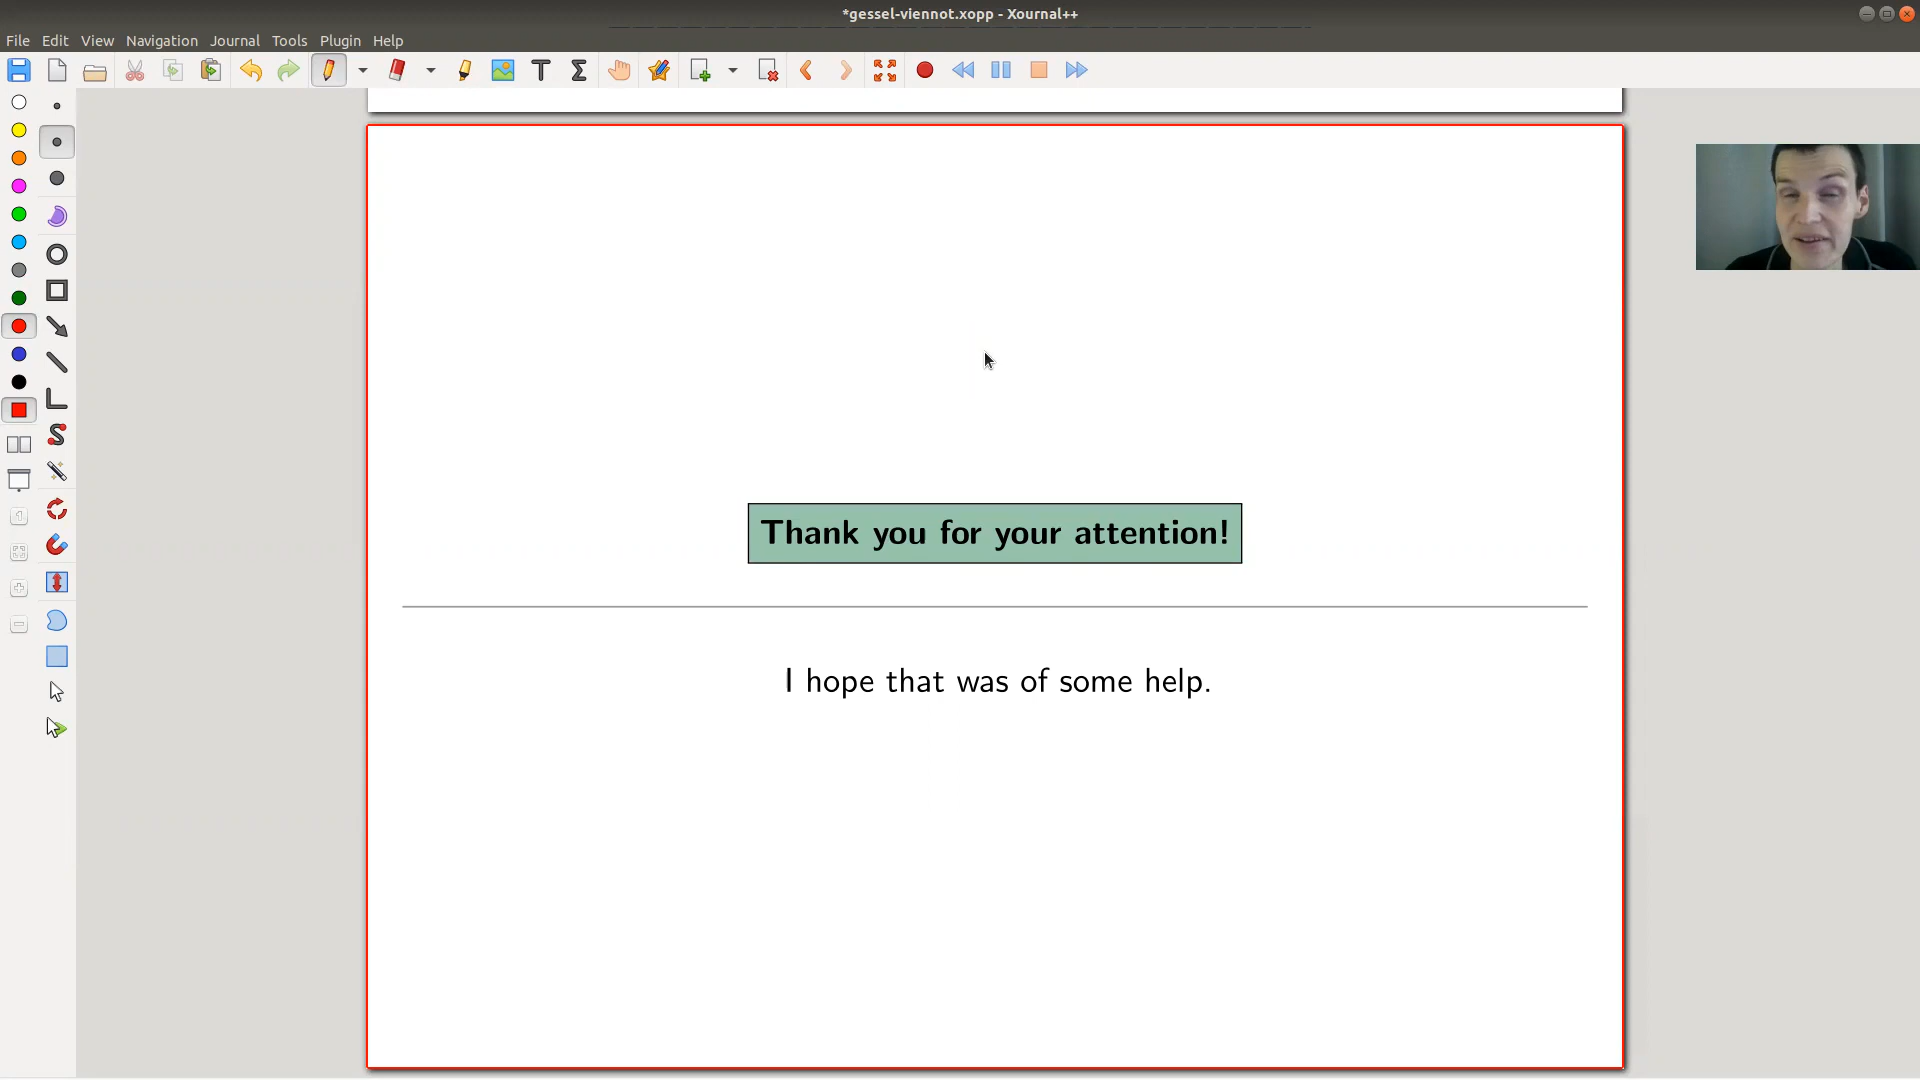 *gessel-viennot.xopp - Xournal++
File Edit View Navigation Journal Tools Plugin Help
Thank you for your attention!
I hope that was of some help.